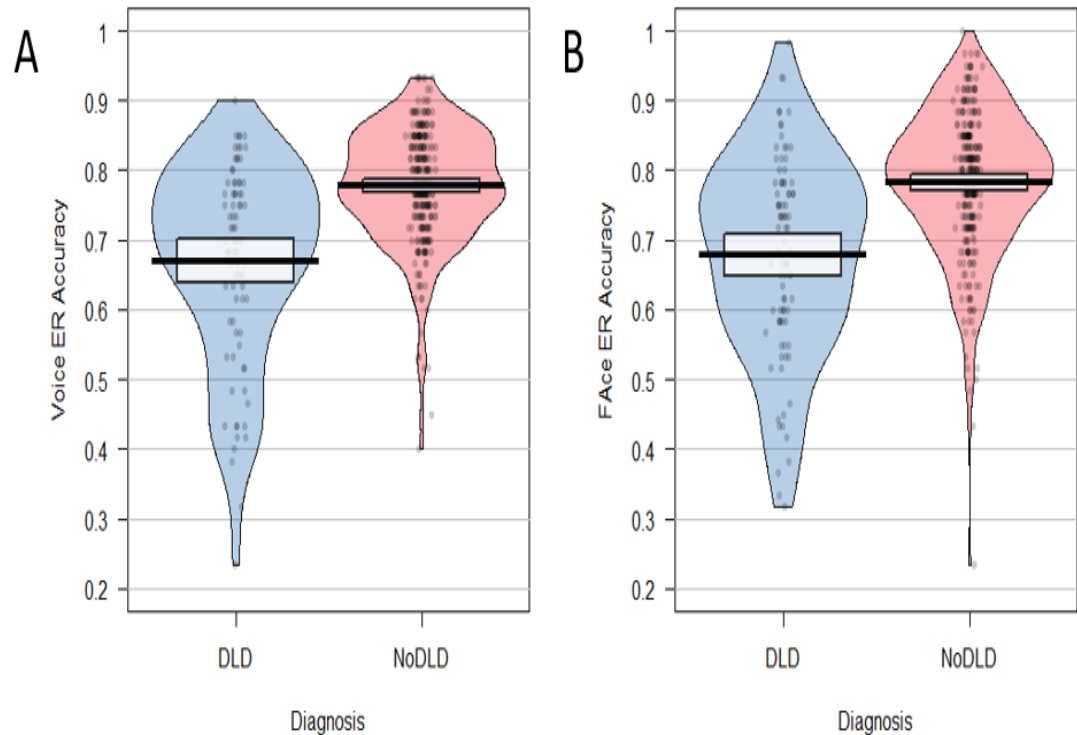 A
Voice ER Accuracy
1
0.9
0.8
0.7
0.6
0.5
0.4
0.3
0.2
DLD
NoDLD
Diagnosis
B
FAce ER Accuracy
1
0.9
0.8
0.7
0.6
0.5
0.4
0.3
0.2
DLD
NoDLD
Diagnosis